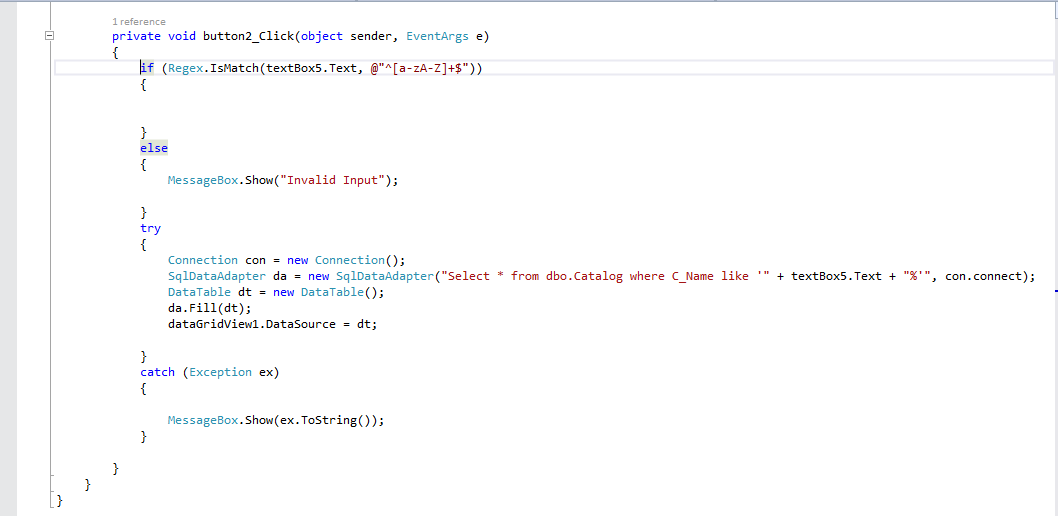 1 reference
private void button2_Click(object sender, EventArgs e)
{
if (Regex.IsMatch(textBox5.Text, @"^[a-zA-Z]+$"))
{
}
else
{
MessageBox.Show("Invalid Input");
}
try
{
Connection con = new Connection();
SqlDataAdapter da = new SqlDataAdapter("Select * from dbo.Catalog where C_Name like '" + textBox5.Text + "%'", con.connect);
DataTable dt = new DataTable();
da.Fill(dt);
dataGridView1.DataSource = dt;
}
catch (Exception ex)
{
MessageBox.Show(ex.ToString());
}
}
}
}